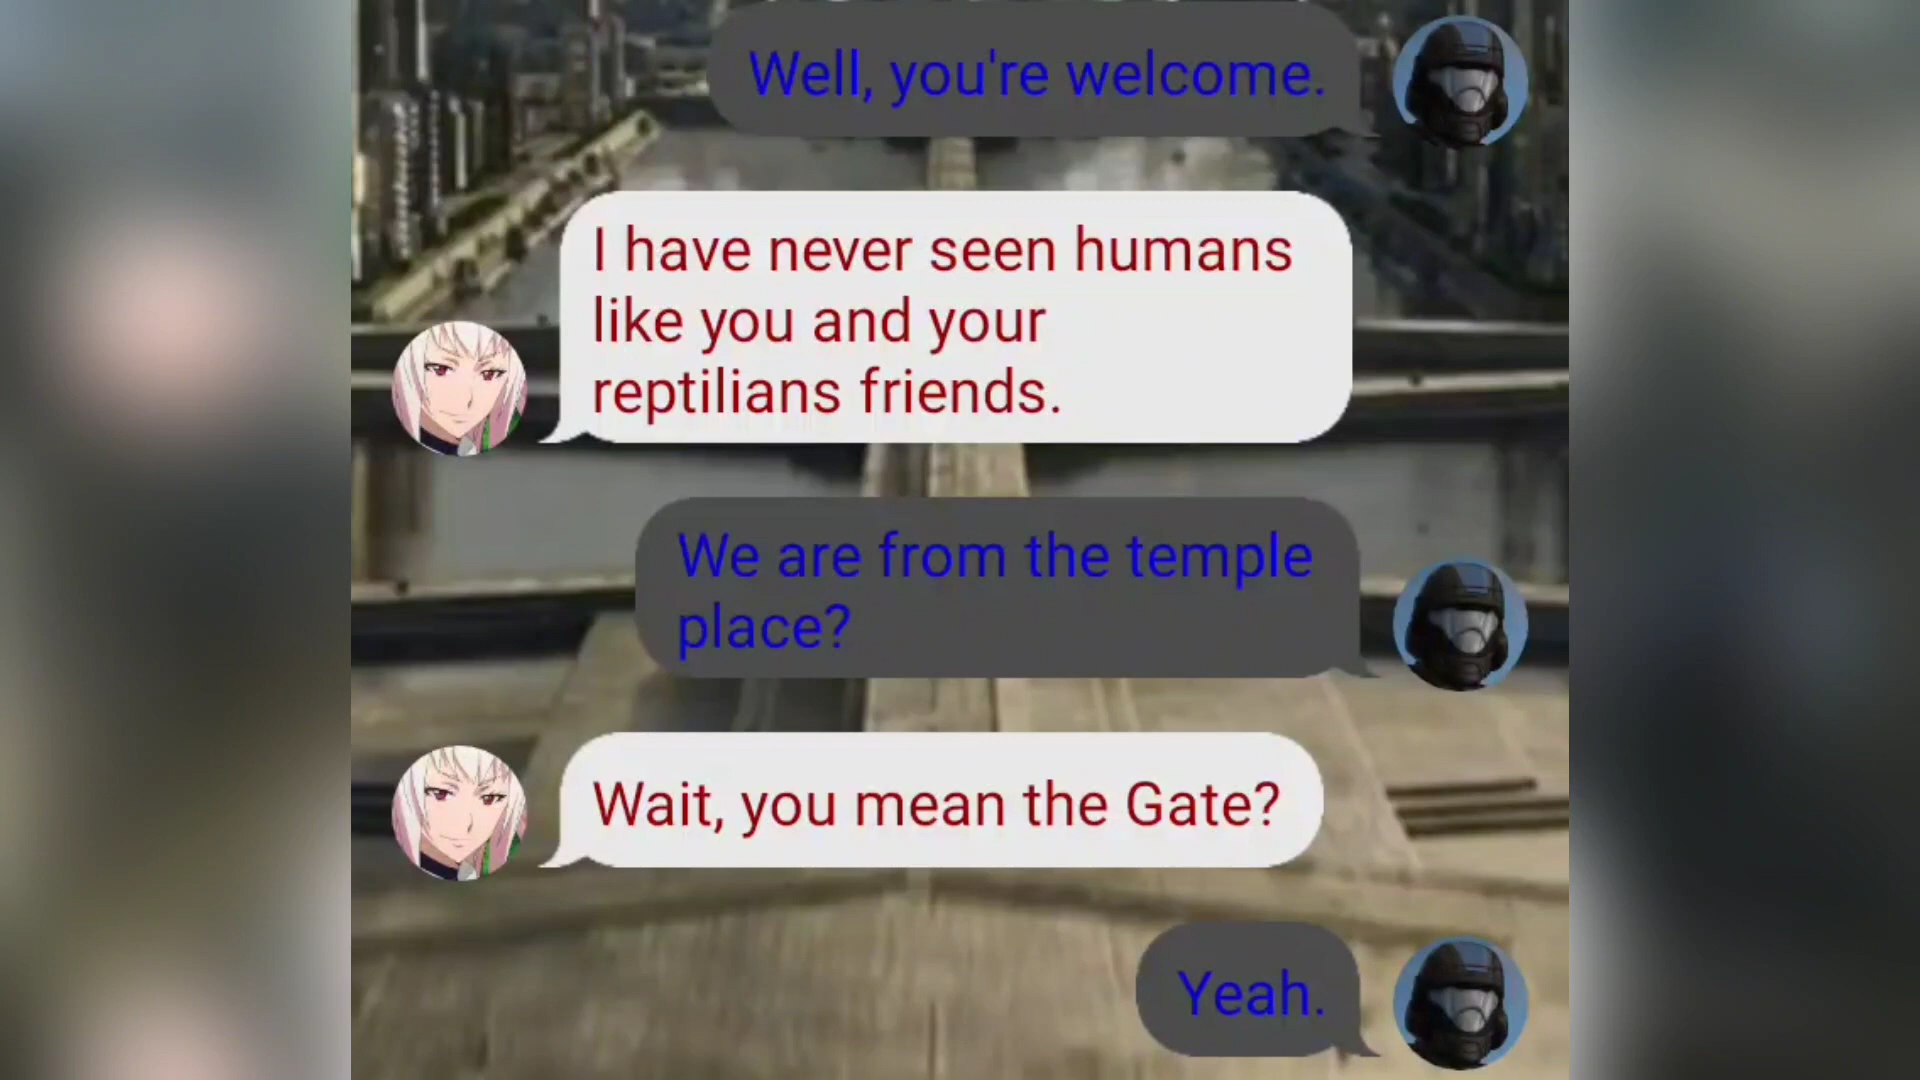 Well, you're welcome.
I have never seen humans
like you and your
reptilians friends.
We are from the temple
place?
Wait, you mean the Gate?
Yeah.